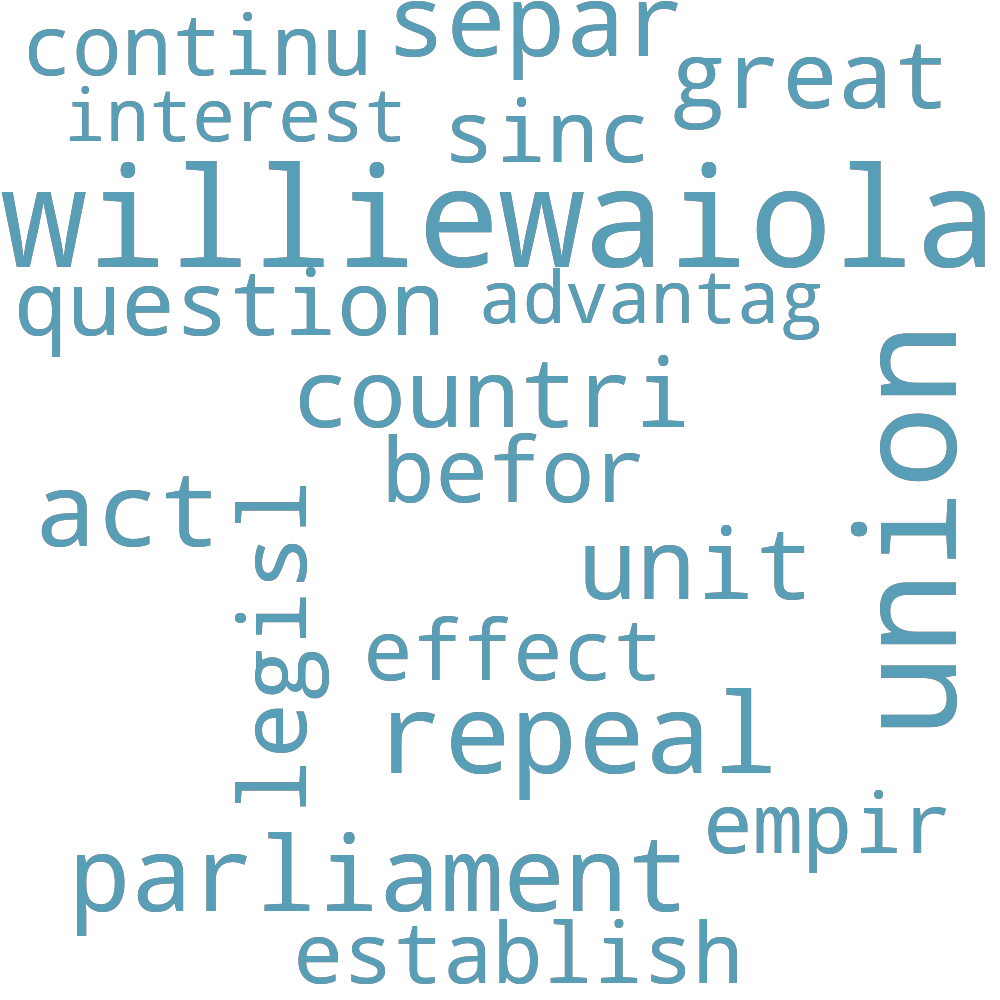 separ
continu
great
interest
sinc
williewaiola
question
advantag
union
countri
befor
act
legisl
unit
effect
repeal
empir
parliament
establish